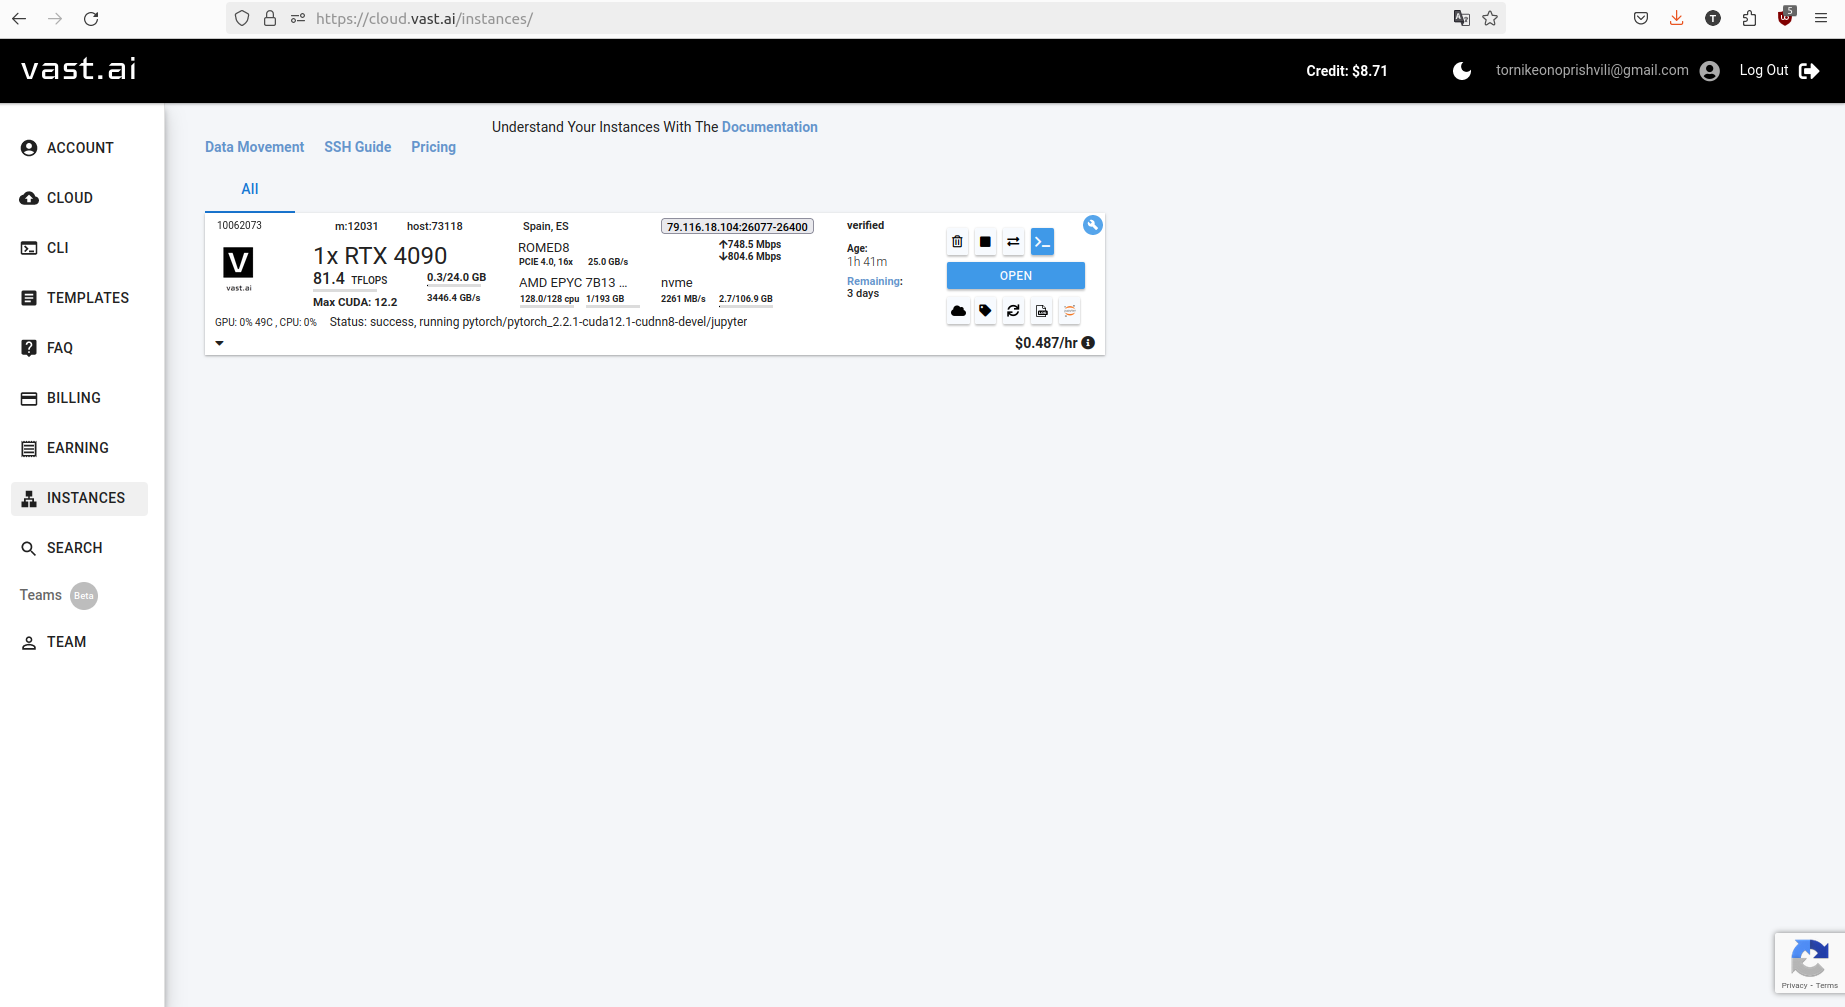 https://cloud.vast.ai/instances/
T
5
vast.ai
Credit: $8.71
tornikeonoprishvili@gmail.com
Log Out
ACCOUNT
CLOUD
CLI
TEMPLATES
FAQ
BILLING
EARNING
INSTANCES
SEARCH
Teams Beta
TEAM
Understand Your Instances With The Documentation
Data Movement SSH Guide Pricing
All
10062073 m:12031 host:73118 Spain, ES 79.116.18.104:26077-26400 verified
V
vast.ai
1x RTX 4090
81.4 TFLOPS 0.3/24.0 GB
Max CUDA: 12.2 3446.4 GB/s
ROMED8
PCIE 4.0, 16x 25.0 GB/s
AMD EPYC 7B13 ...
128.0/128 cpu 1/193 GB
↑748.5 Mbps
↓804.6 Mbps
nvme
2261 MB/s 2.7/106.9 GB
Age:
1h 41m
Remaining:
3 days
OPEN
GPU: 0% 49C , CPU: 0% Status: success, running pytorch/pytorch_2.2.1-cuda12.1-cudnn8-devel/jupyter
$0.487/hr
Privacy - Terms